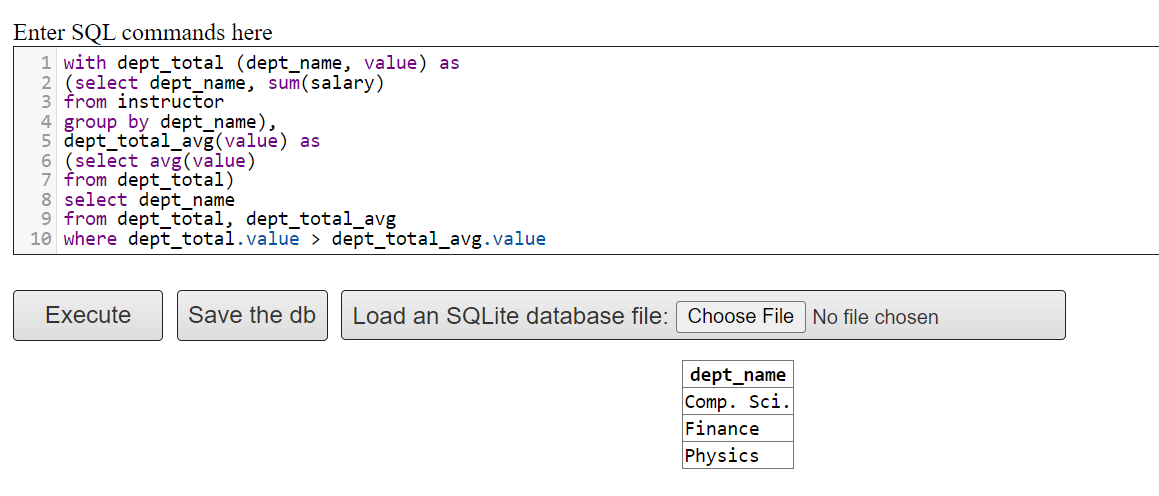 Enter SQL commands here
1 with dept_total (dept_name, value) as
2 (select dept_name, sum(salary)
3 from instructor
4 group by dept_name),
5 dept_total_avg(value) as
6 (select avg(value)
7 from dept_total)
8 select dept_name
9 from dept_total, dept_total_avg
10 where dept_total.value > dept_total_avg.value
Execute Save the db Load an SQLite database file: Choose File No file chosen
dept_name
Comp. Sci.
Finance
Physics